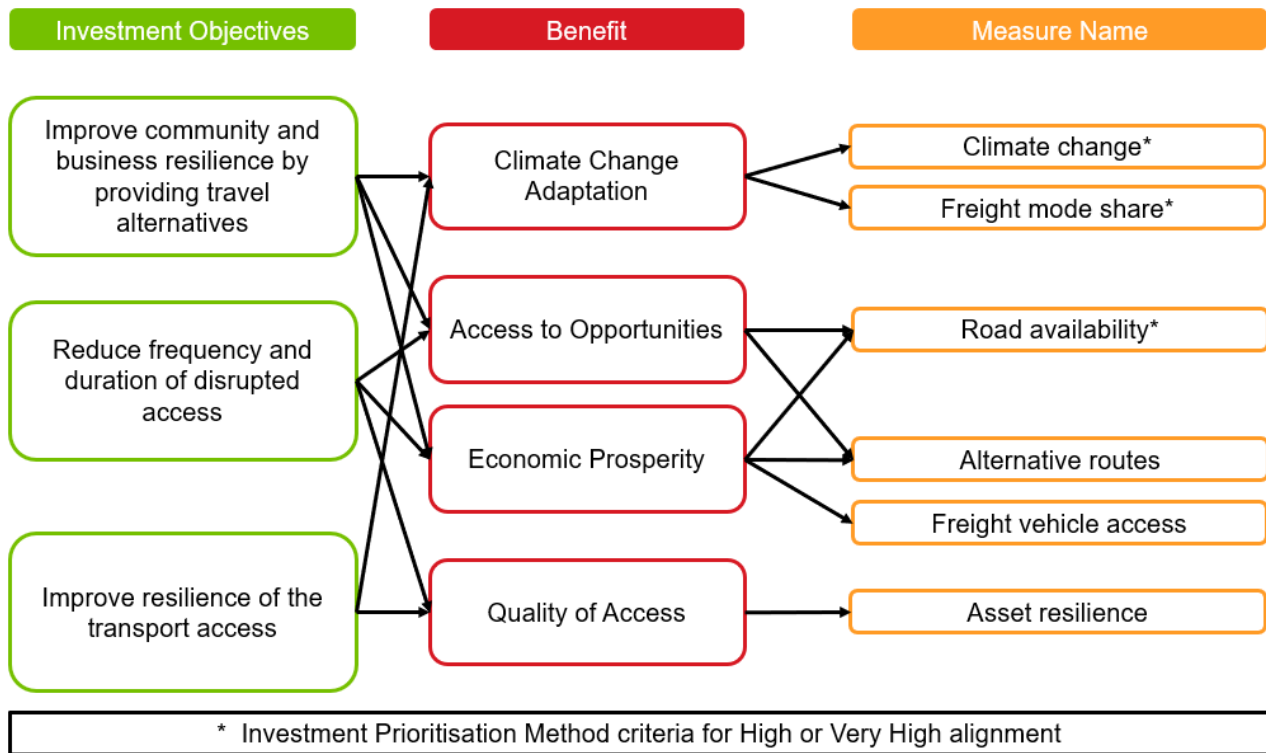 Investment Objectives
Benefit
Measure Name
Improve community and
business resilience by
providing travel
alternatives
Reduce frequency and
duration of disrupted
access
Improve resilience of the
transport access
Climate Change
Adaptation
Access to Opportunities
Economic Prosperity
Quality of Access
Climate change*
Freight mode share*
Road availability*
Alternative routes
Freight vehicle access
Asset resilience
* Investment Prioritisation Method criteria for High or Very High alignment